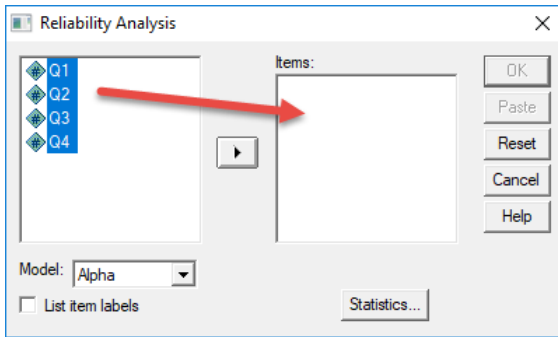 Reliability Analysis
Q1
Q2
Q3
Q4
Items:
OK
Paste
Reset
Cancel
Help
Model: Alpha
List item labels
Statistics...